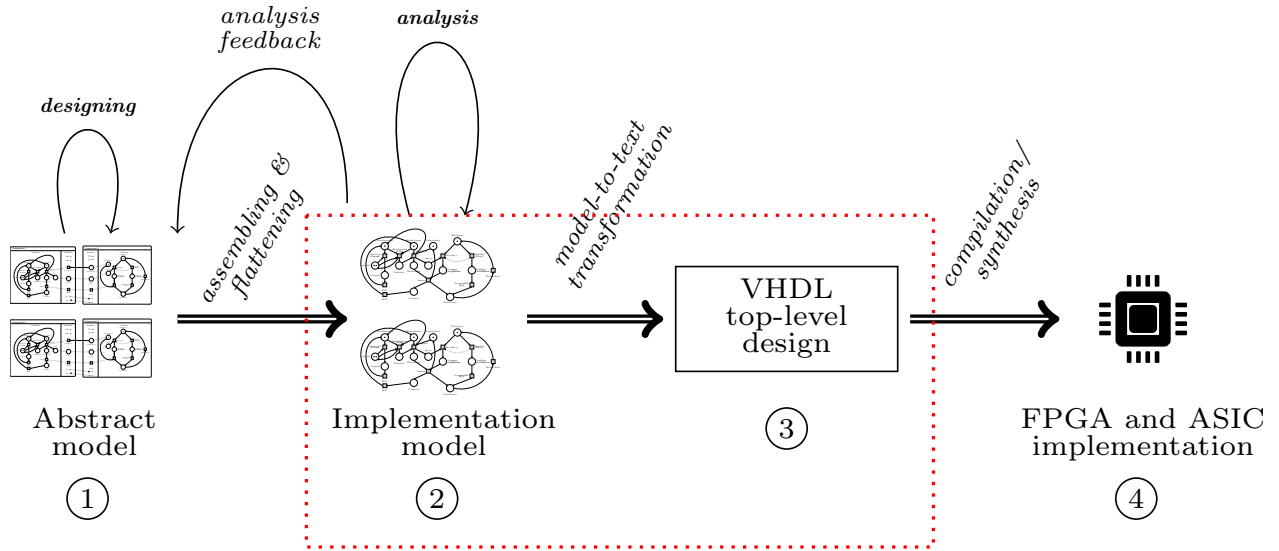 analysis
feedback
analysis
designing
assembling &
flattening
model-to-text
transformation
compilation/
synthesis
VHDL
top-level
design
Abstract
model
Implementation
model
FPGA and ASIC
implementation
1
2
3
4